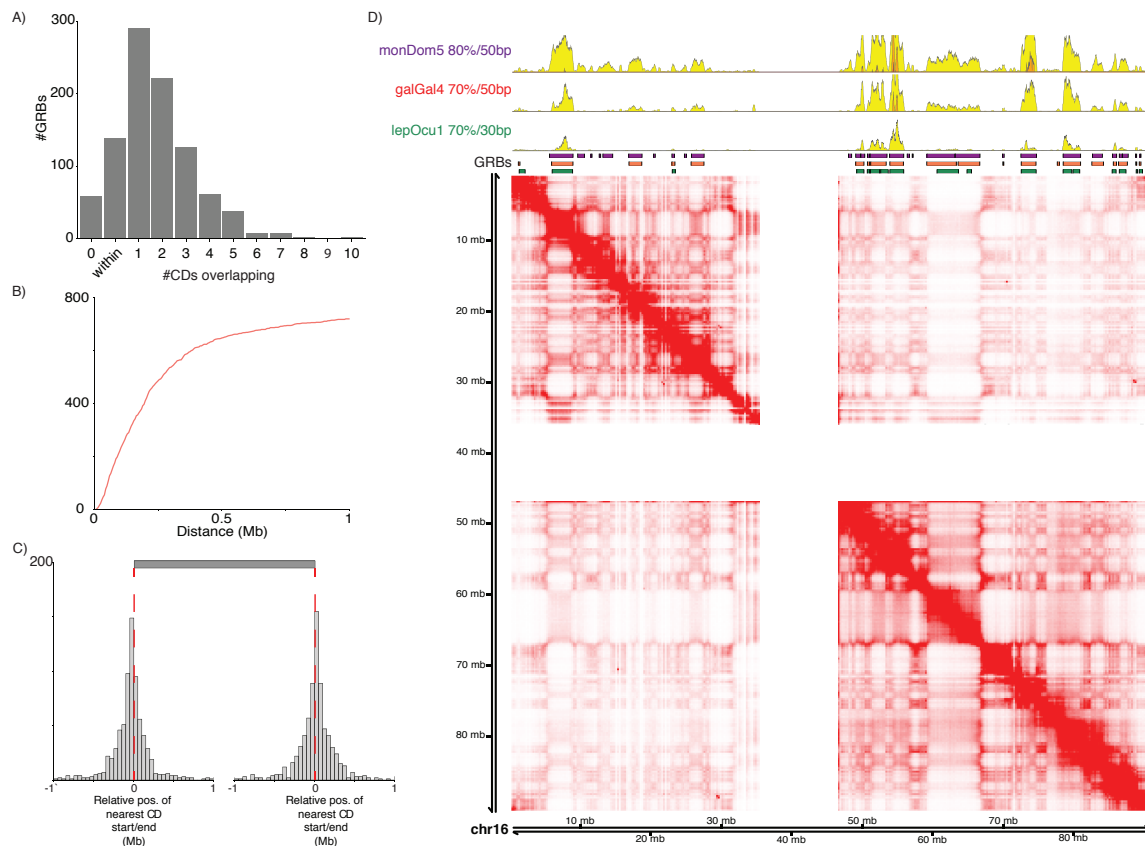 A)
300
200
100
0
#GRBs
0
within
1
2
3
4
5
6
7
8
9
10
#CDs overlapping
B)
800
400
0
0
0.5
1
Distance (Mb)
C)
200
-1
0
1
-1
0
1
Relative pos. of
nearest CD
start/end
(Mb)
Relative pos. of
nearest CD
start/end
(Mb)
D)
monDom5 80%/50bp
galGal4 70%/50bp
lepOcu1 70%/30bp
GRBs
10 mb
20 mb
30 mb
40 mb
50 mb
60 mb
70 mb
80 mb
chr16
10 mb
20 mb
30 mb
40 mb
50 mb
60 mb
70 mb
80 mb